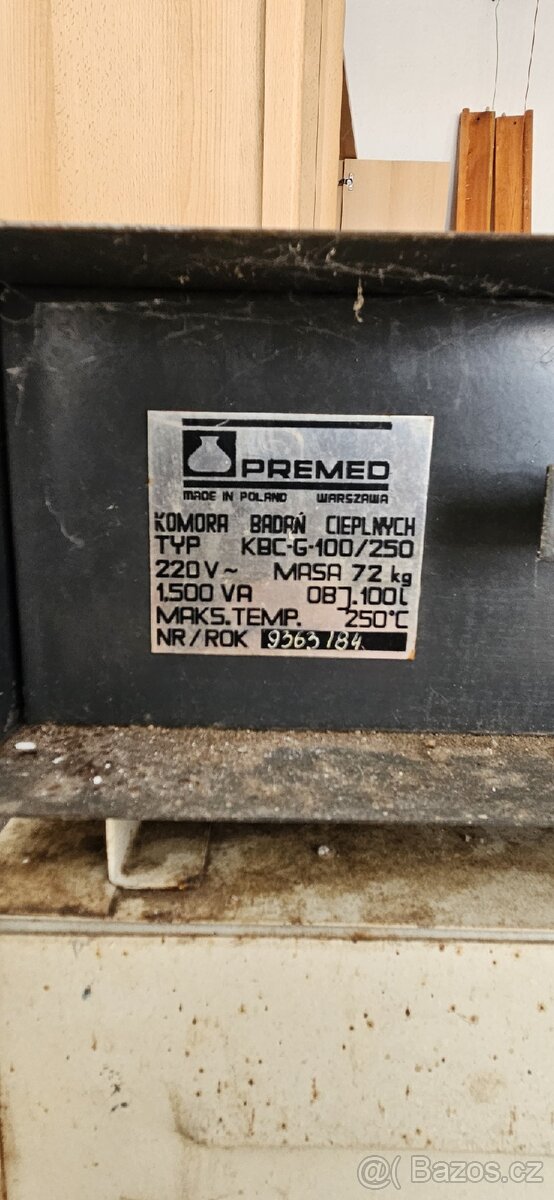 PREMED
MADE IN POLAND WARSZAWA
KOMORA BADAŃ CIEPLNYCH
TYP KBC-G-100/250
220V~ MASA 72 kg
1.500 VA OBJ.100l
MAKS.TEMP. 250°C
NR/ROK 9363/84
@( Bazos.cz